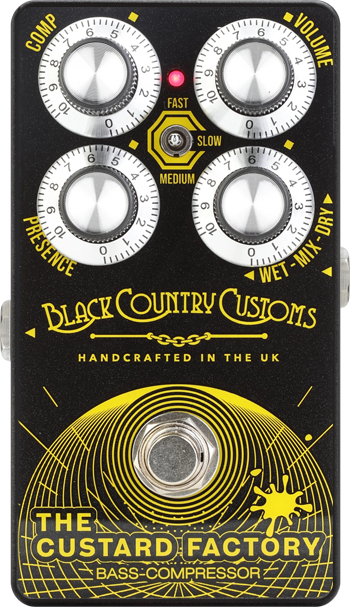 COMP
VOLUME
FAST
SLOW
MEDIUM
PRESENCE
WET-MIX-DRY
BLACK COUNTRY CUSTOMS
HANDCRAFTED IN THE UK
THE
CUSTARD FACTORY
BASS COMPRESSOR